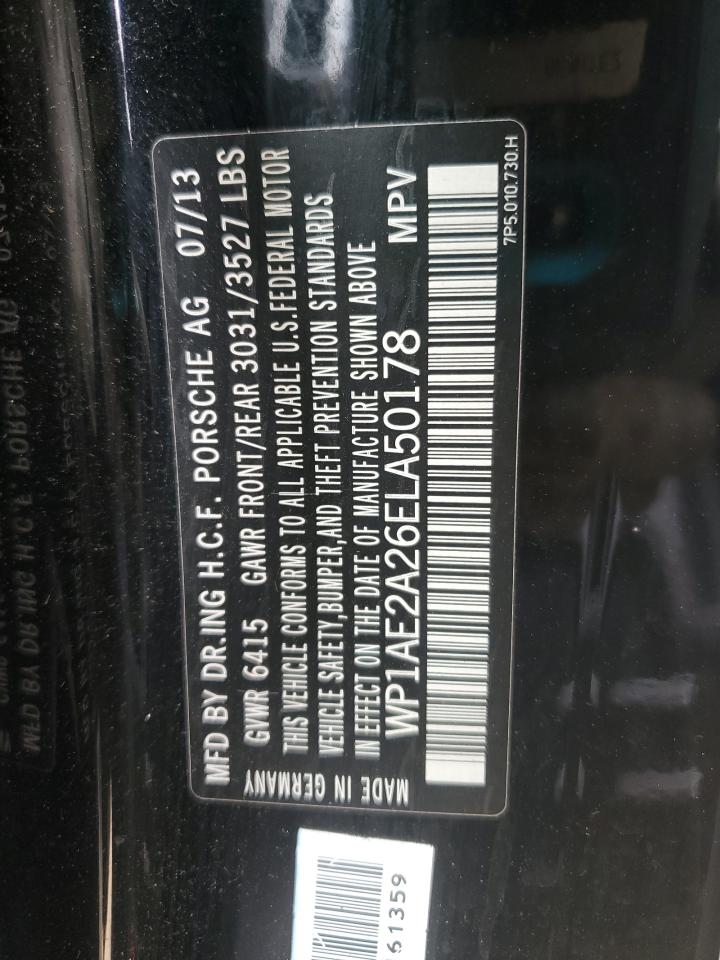 MFD BY DR.ING H.C.F. PORSCHE AG 07/13
GVWR 6415 GAWR FRONT/REAR 3031/3527 LBS
THIS VEHICLE CONFORMS TO ALL APPLICABLE U.S.FEDERAL MOTOR
VEHICLE SAFETY,BUMPER,AND THEFT PREVENTION STANDARDS
IN EFFECT ON THE DATE OF MANUFACTURE SHOWN ABOVE
WP1AE2A26ELA50178 MPV
MADE IN GERMANY
7P5.010.730.H
61359